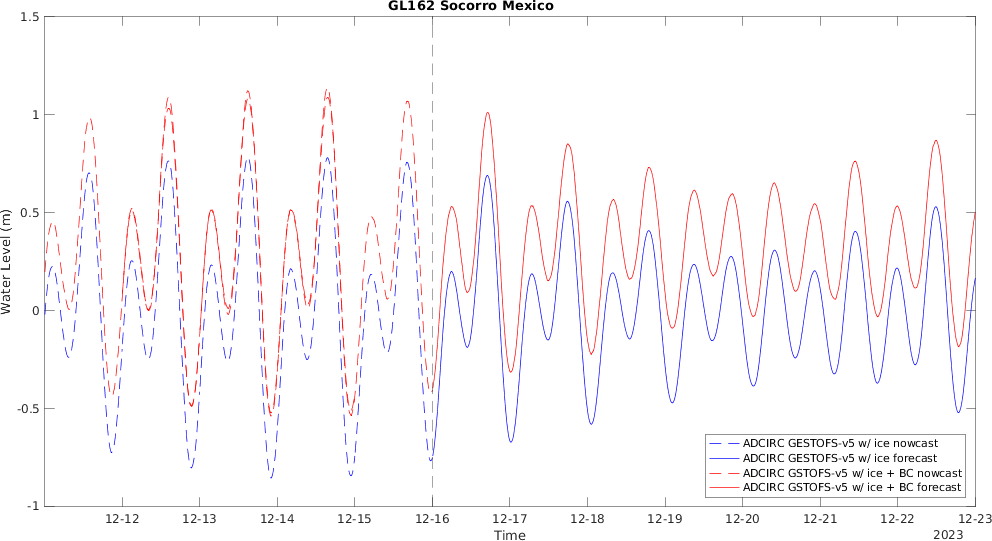 GL162 Socorro Mexico
1.5
1
0.5
0
-0.5
-1
Water Level (m)
12-12 12-13 12-14 12-15 12-16 12-17 12-18 12-19 12-20 12-21 12-22 12-23
Time
2023
ADCIRC GESTOFS-v5 w/ ice nowcast
ADCIRC GESTOFS-v5 w/ ice forecast
ADCIRC GSTOFS-v5 w/ ice + BC nowcast
ADCIRC GSTOFS-v5 w/ ice + BC forecast